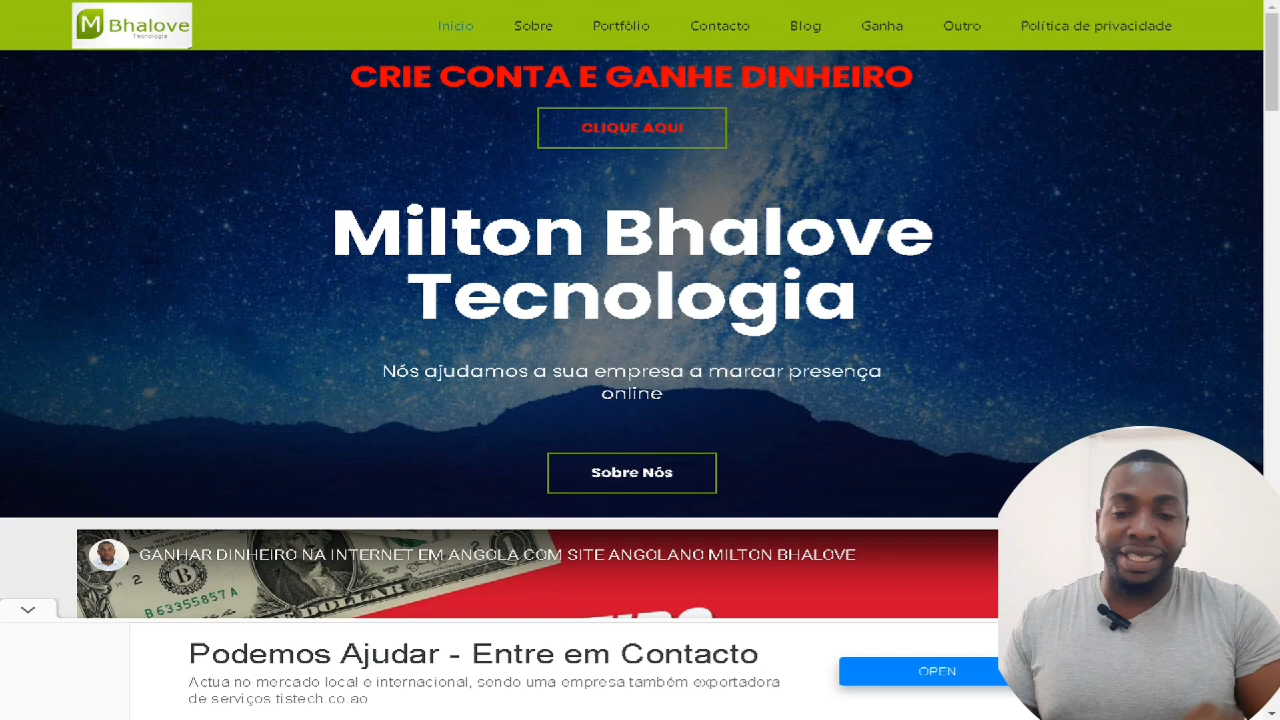 M Bhalove
Tecnologia
Início Sobre Portfólio Contacto Blog Ganha Outro Política de privacidade
CRIE CONTA E GANHE DINHEIRO
CLIQUE AQUI
Milton Bhalove
Tecnologia
Nós ajudamos a sua empresa a marcar presença
online
Sobre Nós
GANHAR DINHEIRO NA INTERNET EM ANGOLA COM SITE ANGOLANO MILTON BHALOVE
B 63355857 A
DOLLAR
Podemos Ajudar - Entre em Contacto
OPEN
Actua no mercado local e internacional, sendo uma empresa também exportadora
de serviços tistech.co.ao